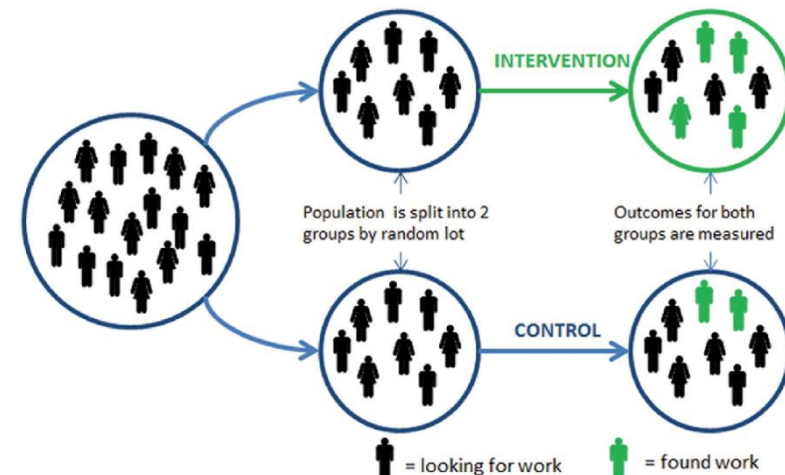 INTERVENTION
Population is split into 2
groups by random lot
Outcomes for both
groups are measured
CONTROL
= looking for work
= found work